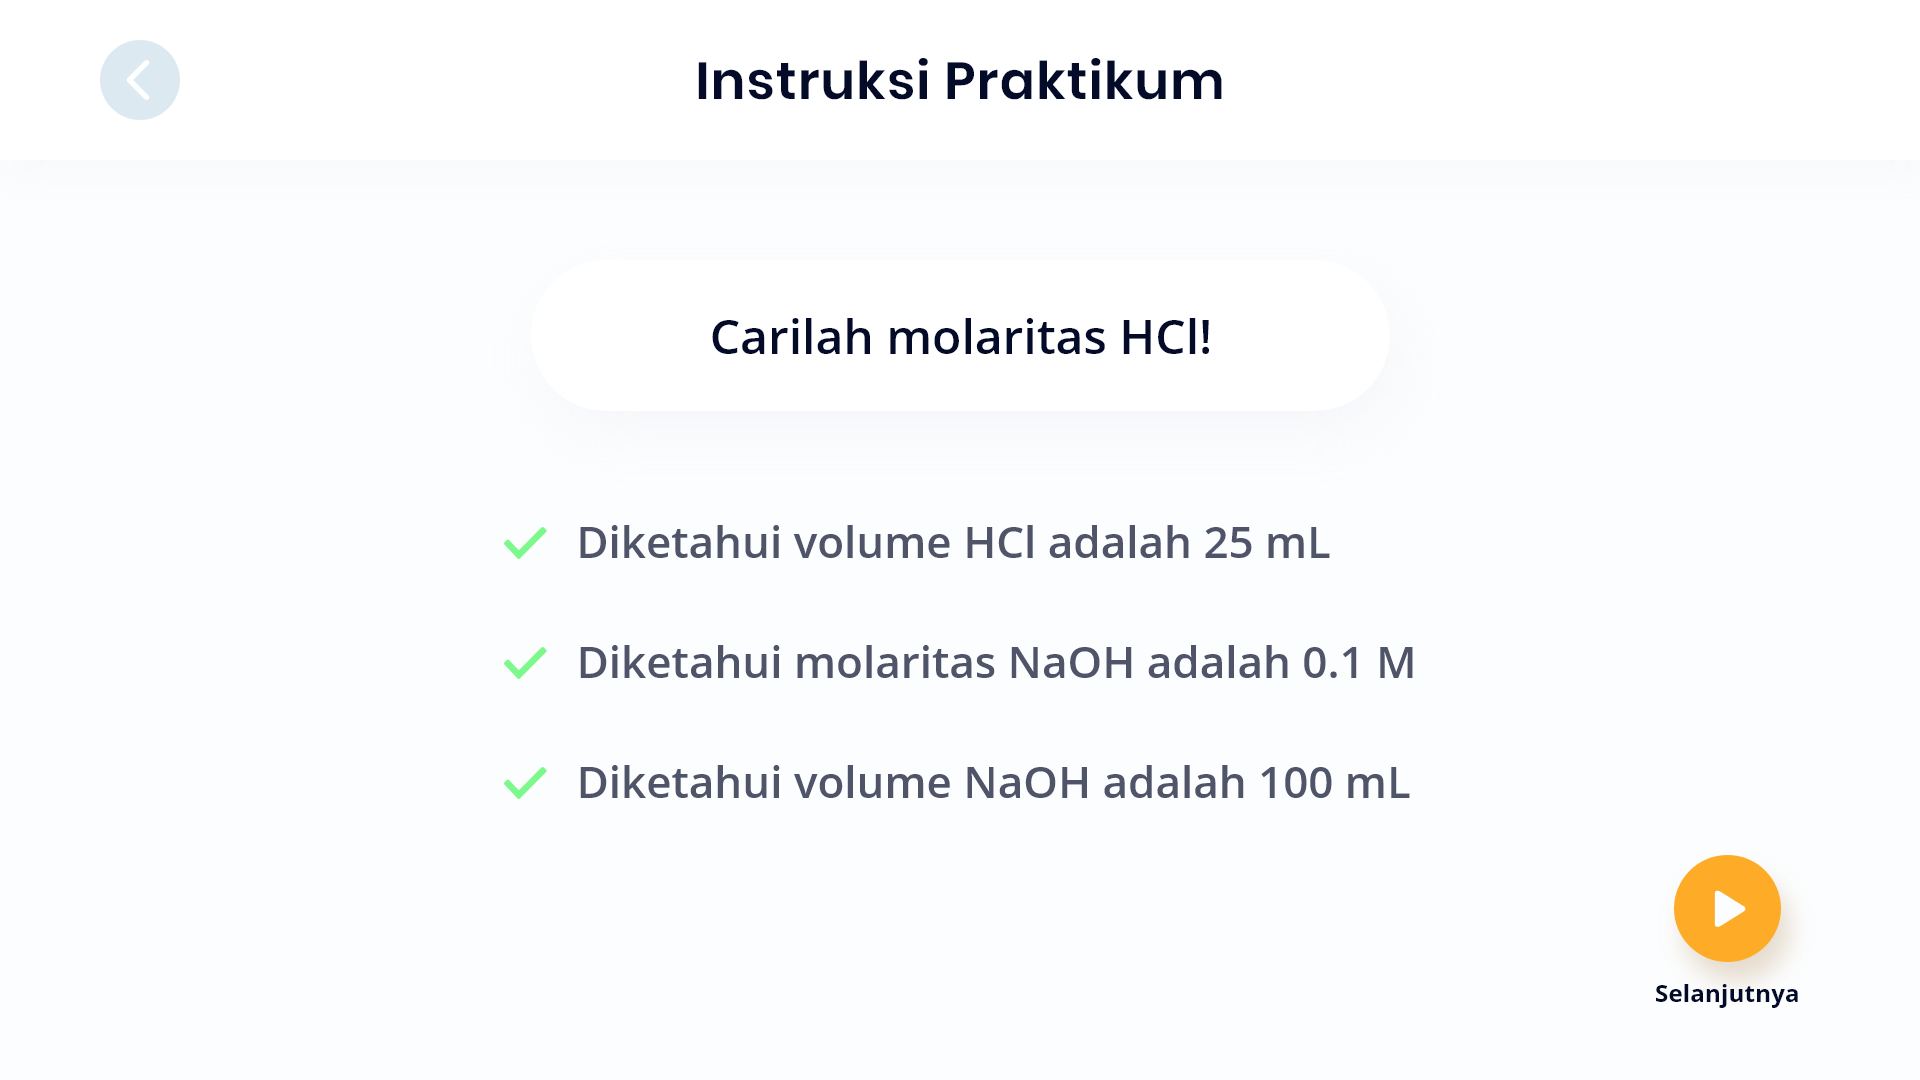 Instruksi Praktikum
Carilah molaritas HCl!
Diketahui volume HCl adalah 25 mL
Diketahui molaritas NaOH adalah 0.1 M
Diketahui volume NaOH adalah 100 mL
Selanjutnya